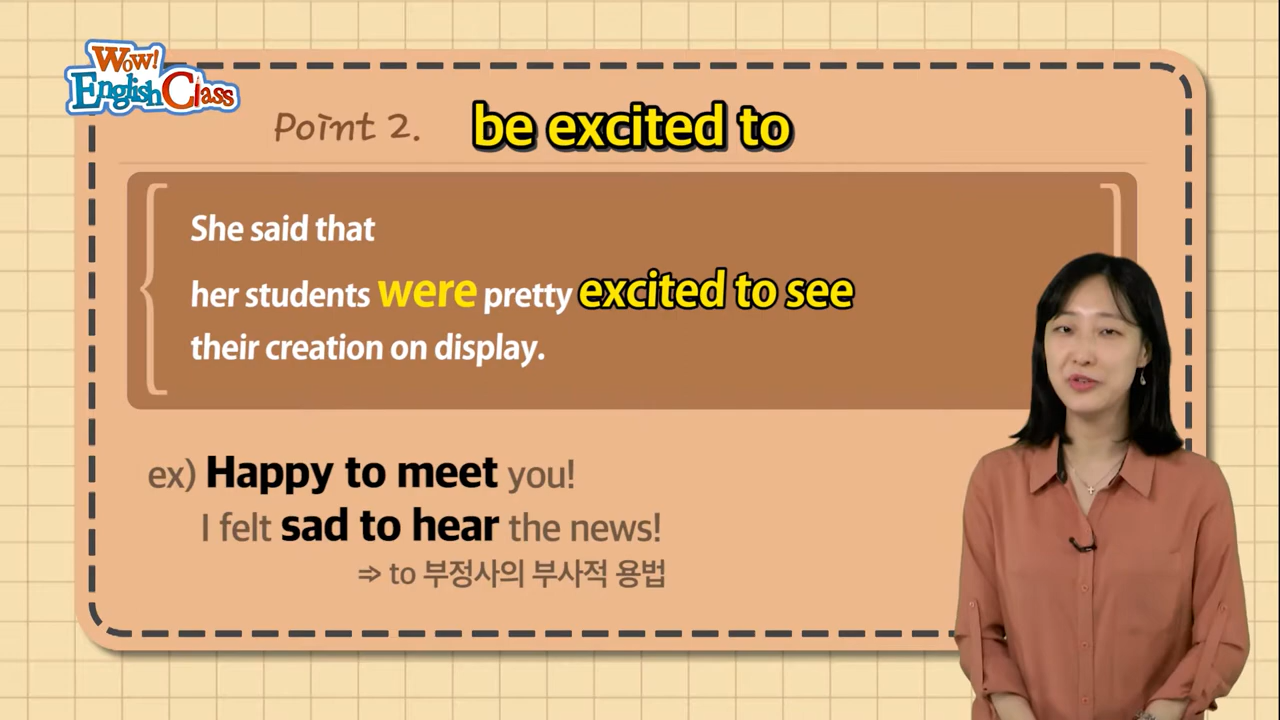 Wow!
English Class
Point 2. be excited to
She said that
her students were pretty excited to see
their creation on display.
ex) Happy to meet you!
I felt sad to hear the news!
⇒ to 부정사의 부사적 용법